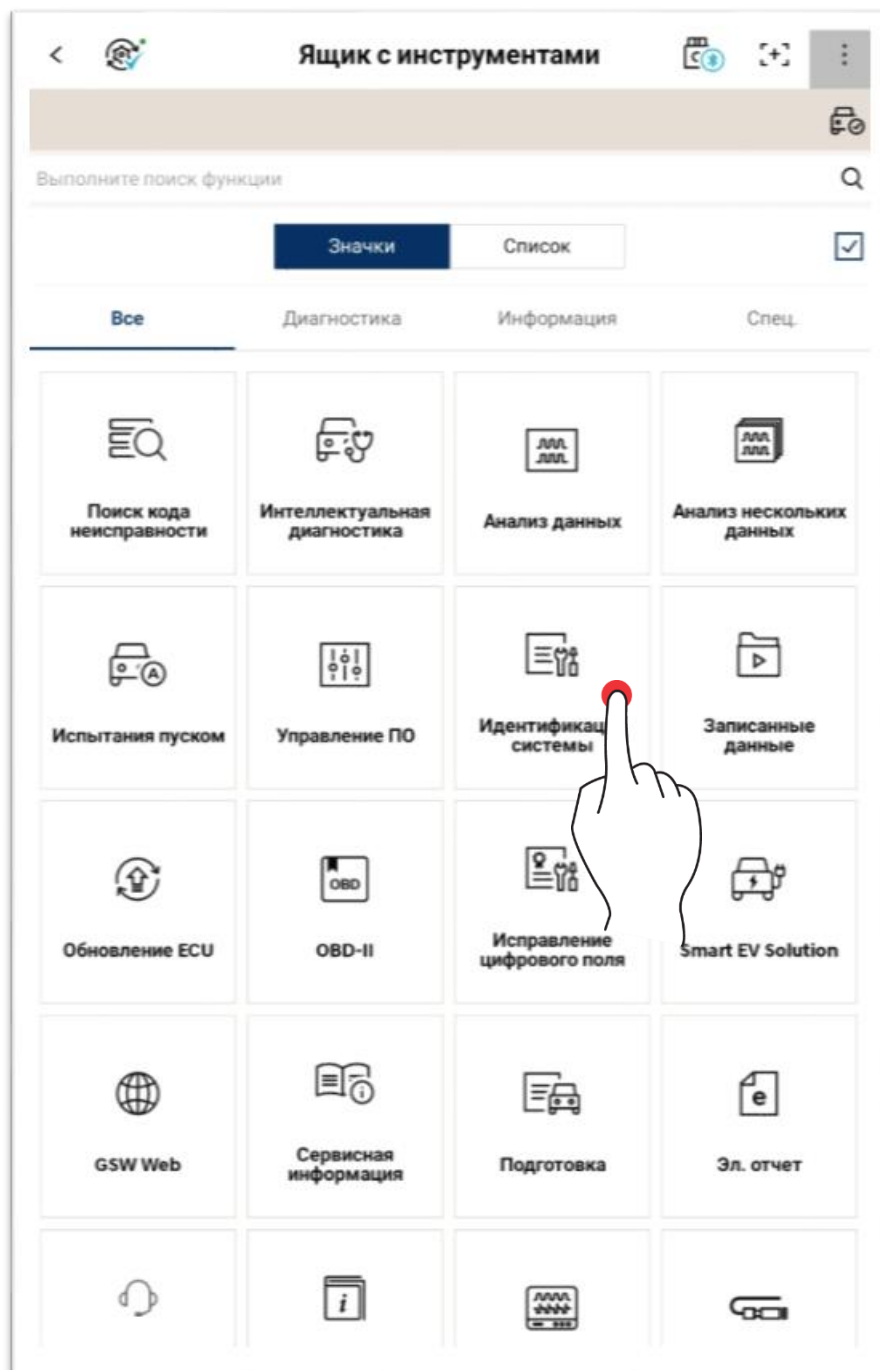 Ящик с инструментами
Выполните поиск функции
Значки Список
Все Диагностика Информация Спец.
Поиск кода
неисправности
Интеллектуальная
диагностика
Анализ данных
Анализ нескольких
данных
Испытания пуском
Управление ПО
системы
Записанные
данные
Обновление ECU
OBD
OBD-II
Исправление
цифрового поля
Smart EV Solution
GSW Web
Сервисная
информация
Подготовка
e
Эл. отчет
i